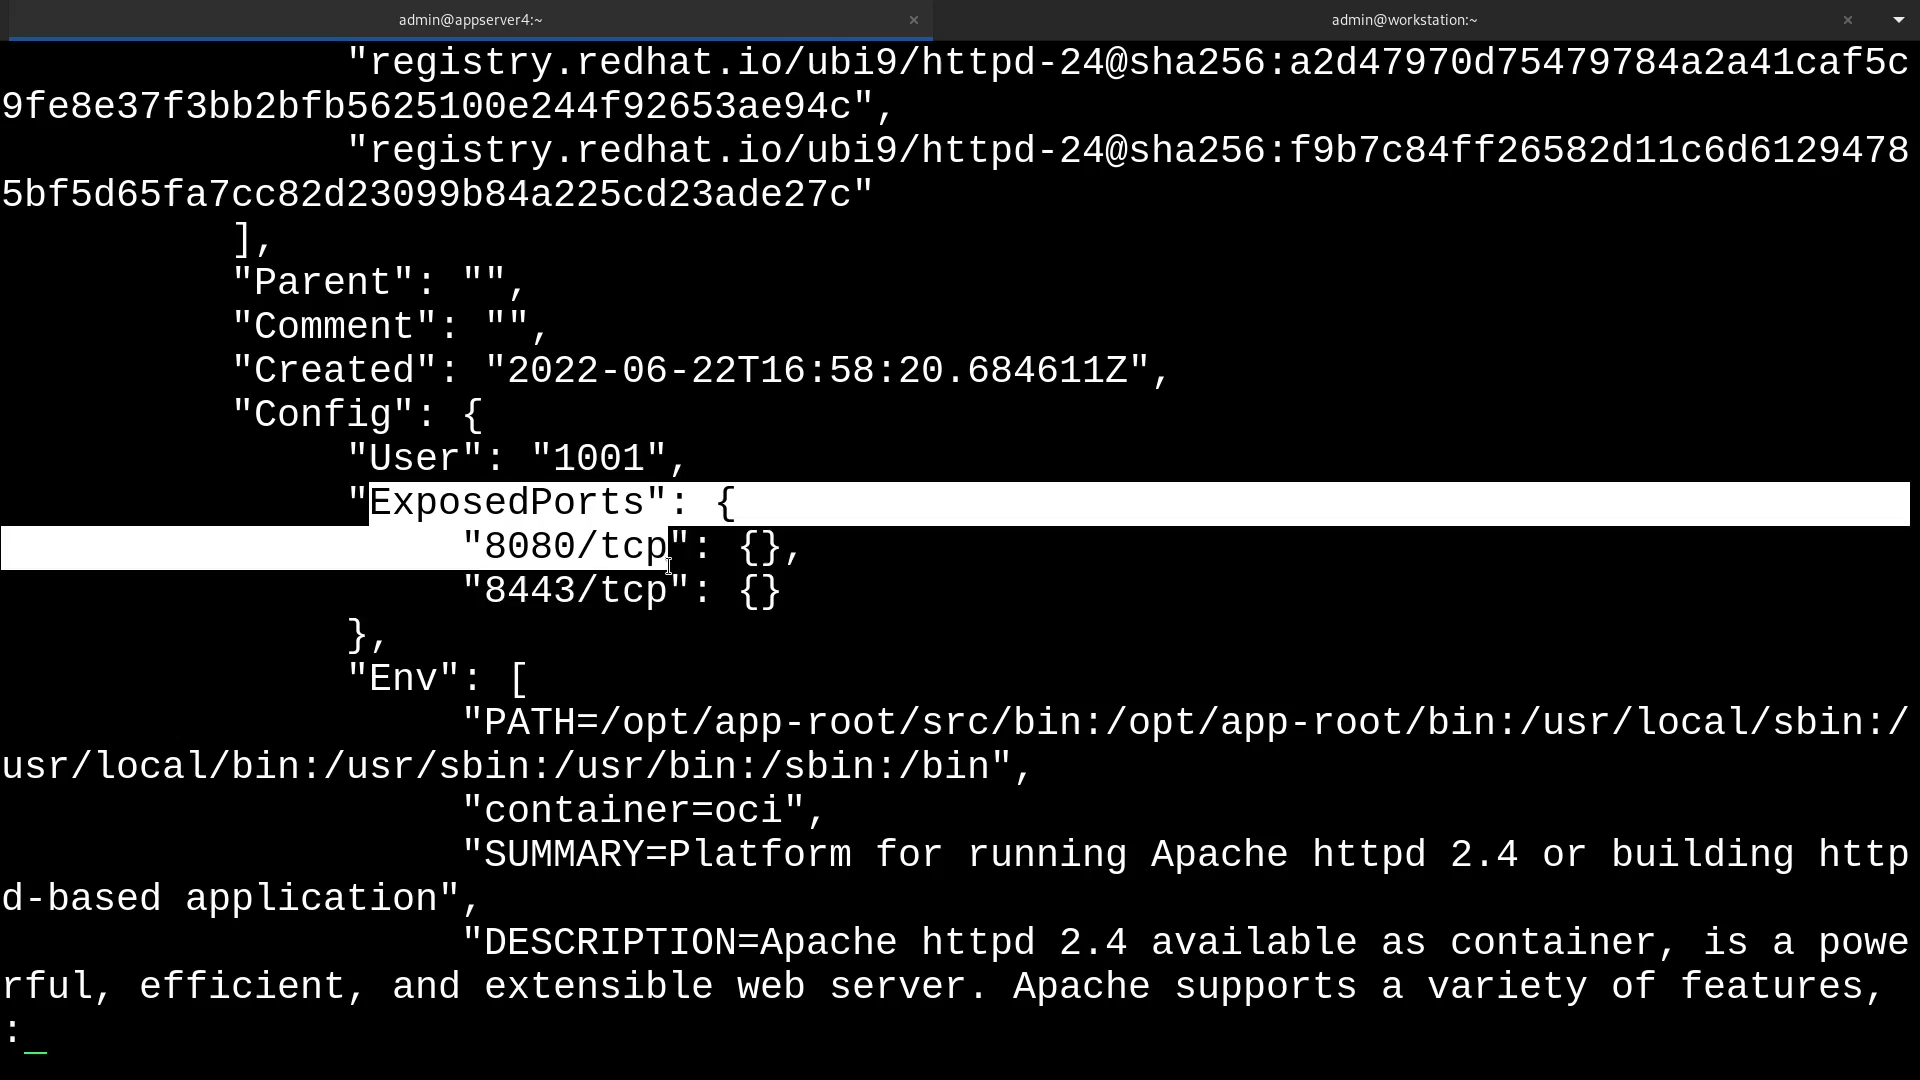 admin@appserver4:~ × admin@workstation:~ ×
"registry.redhat.io/ubi9/httpd-24@sha256:a2d47970d75479784a2a41caf5c
9fe8e37f3bb2bfb5625100e244f92653ae94c",
"registry.redhat.io/ubi9/httpd-24@sha256:f9b7c84ff26582d11c6d6129478
5bf5d65fa7cc82d23099b84a225cd23ade27c"
],
"Parent": "",
"Comment": "",
"Created": "2022-06-22T16:58:20.684611Z",
"Config": {
"User": "1001",
"ExposedPorts": {
"8080/tcp": {},
"8443/tcp": {}
},
"Env": [
"PATH=/opt/app-root/src/bin:/opt/app-root/bin:/usr/local/sbin:/
usr/local/bin:/usr/sbin:/usr/bin:/sbin:/bin",
"container=oci",
"SUMMARY=Platform for running Apache httpd 2.4 or building http
d-based application",
"DESCRIPTION=Apache httpd 2.4 available as container, is a powe
rful, efficient, and extensible web server. Apache supports a variety of features,
: